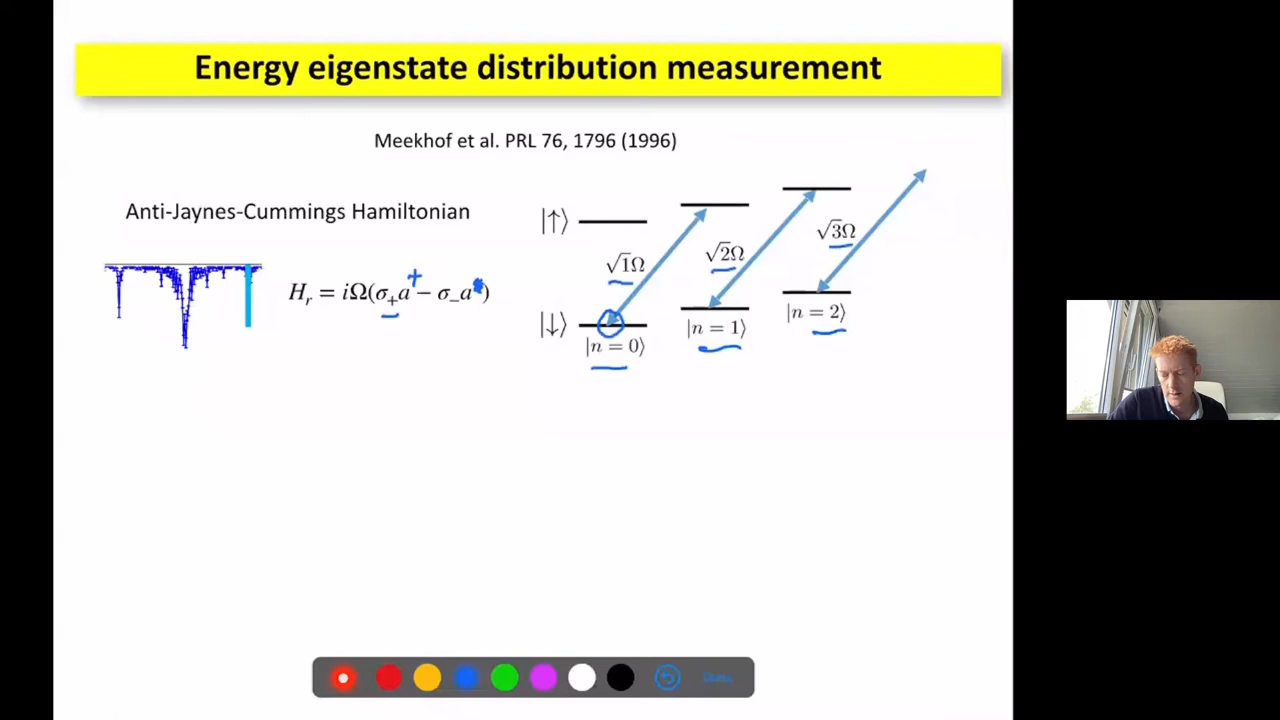 Energy eigenstate distribution measurement
Meekhof et al. PRL 76, 1796 (1996)
Anti-Jaynes-Cummings Hamiltonian
H_r = iΩ(σ_+ a^† − σ_- a)
|↑⟩
|↓⟩
√1Ω
√2Ω
√3Ω
|n = 0⟩
|n = 1⟩
|n = 2⟩